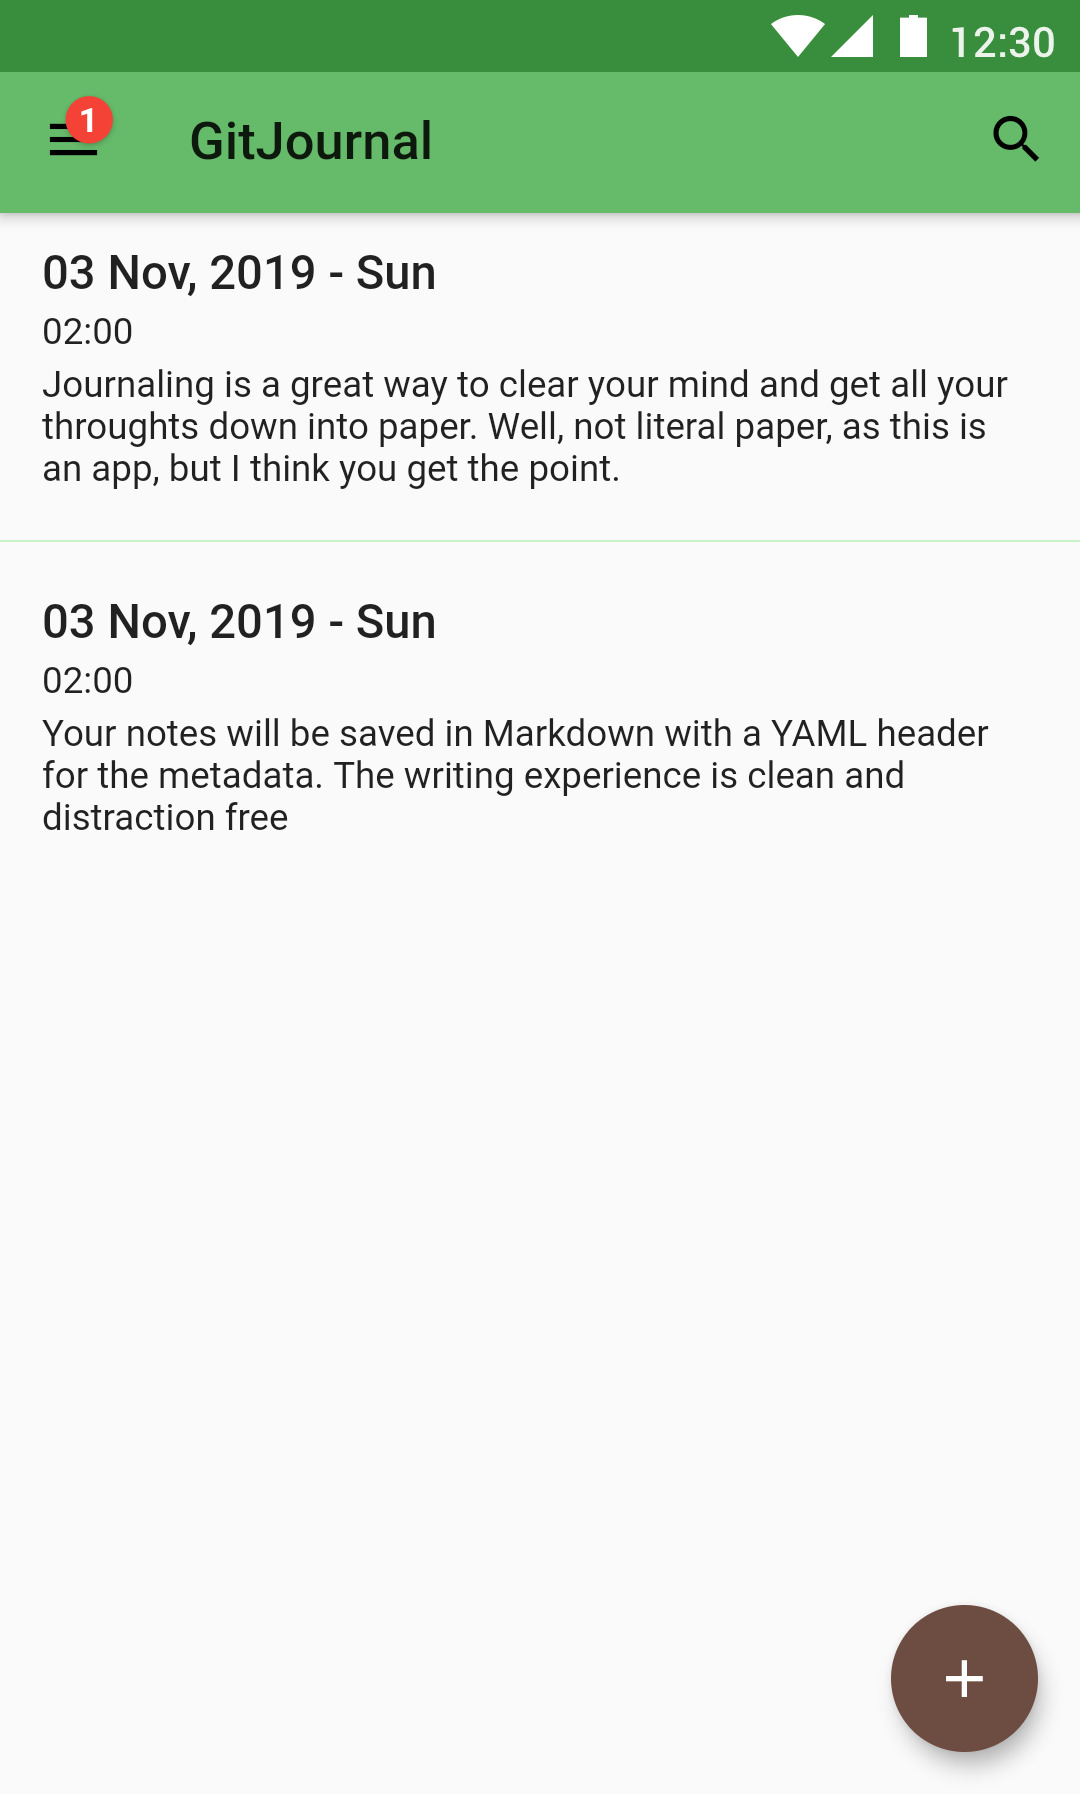 12:30
1
GitJournal
03 Nov, 2019 - Sun
02:00
Journaling is a great way to clear your mind and get all your
throughts down into paper. Well, not literal paper, as this is
an app, but I think you get the point.
03 Nov, 2019 - Sun
02:00
Your notes will be saved in Markdown with a YAML header
for the metadata. The writing experience is clean and
distraction free